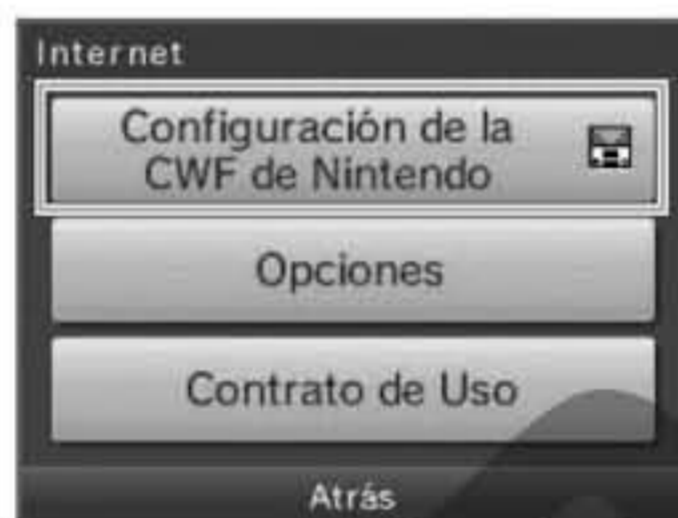 Internet
Configuración de la
CWF de Nintendo
Opciones
Contrato de Uso
Atrás